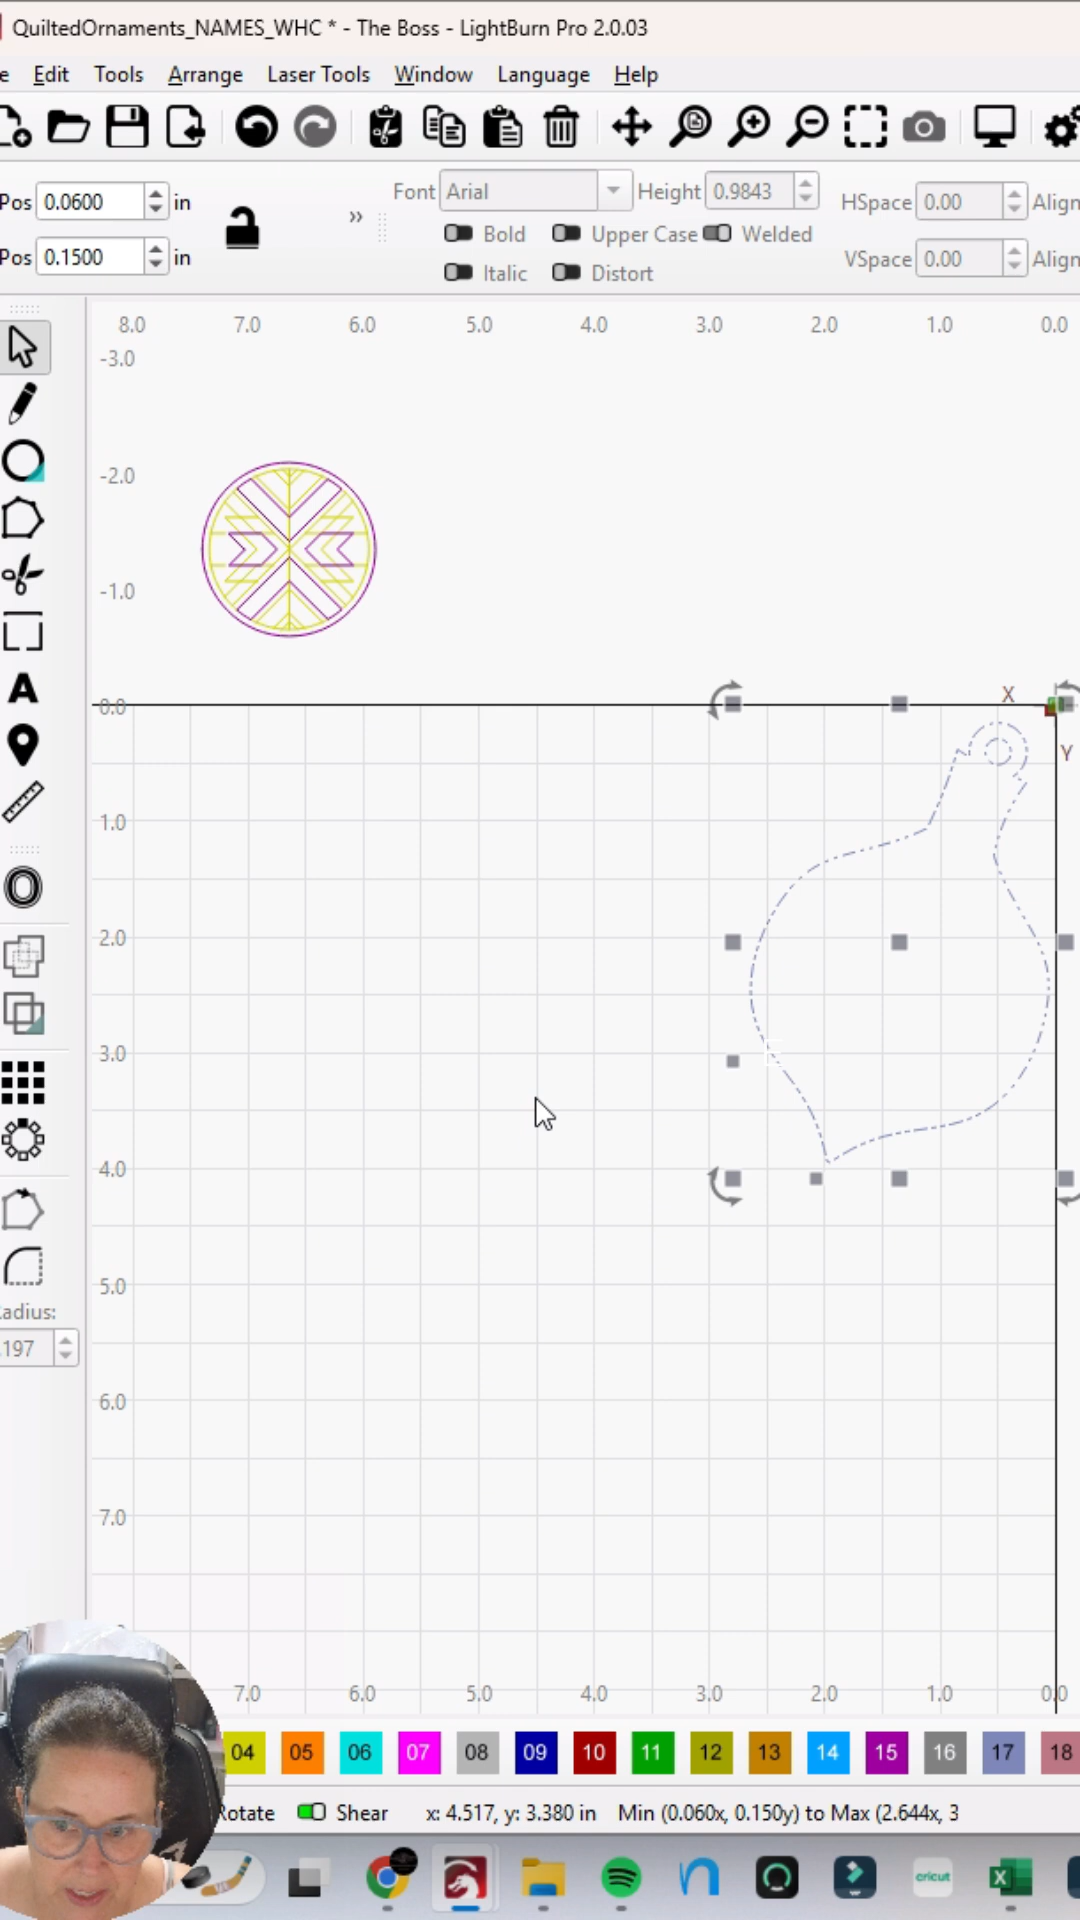 QuiltedOrnaments_NAMES_WHC * - The Boss - LightBurn Pro 2.0.03
e Edit Tools Arrange Laser Tools Window Language Help
Pos 0.0600 in
Pos 0.1500 in
Font Arial Height 0.9843 HSpace 0.00 Align
Bold Upper Case Welded
VSpace 0.00 Align
Italic Distort
8.0 7.0 6.0 5.0 4.0 3.0 2.0 1.0 0.0
-3.0
-2.0
-1.0
0.0
X
Y
1.0
2.0
3.0
4.0
5.0
6.0
7.0
adius:
.197
7.0 6.0 5.0 4.0 3.0 2.0 1.0 0.0
04 05 06 07 08 09 10 11 12 13 14 15 16 17 18
Rotate Shear x: 4.517, y: 3.380 in Min (0.060x, 0.150y) to Max (2.644x, 3
cricut